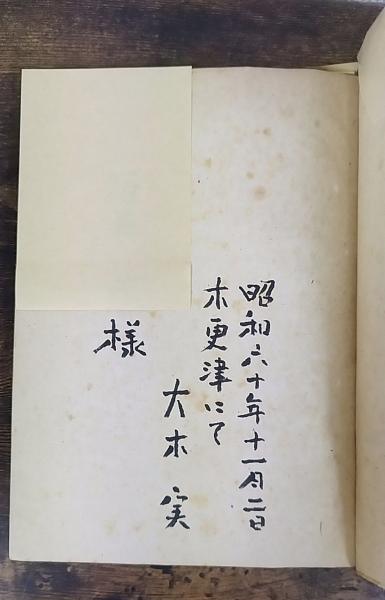 昭和六十年十一月二日
木更津にて
大木実
様